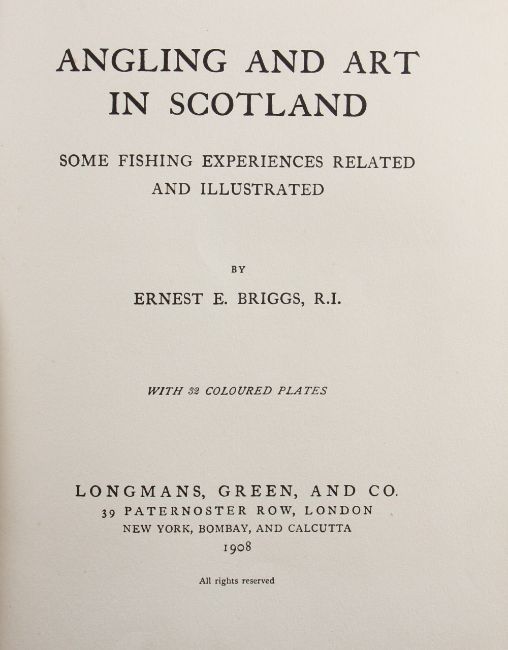 ANGLING AND ART
IN SCOTLAND
SOME FISHING EXPERIENCES RELATED
AND ILLUSTRATED
BY
ERNEST E. BRIGGS, R.I.
WITH 32 COLOURED PLATES
LONGMANS, GREEN, AND CO.
39 PATERNOSTER ROW, LONDON
NEW YORK, BOMBAY, AND CALCUTTA
1908
All rights reserved